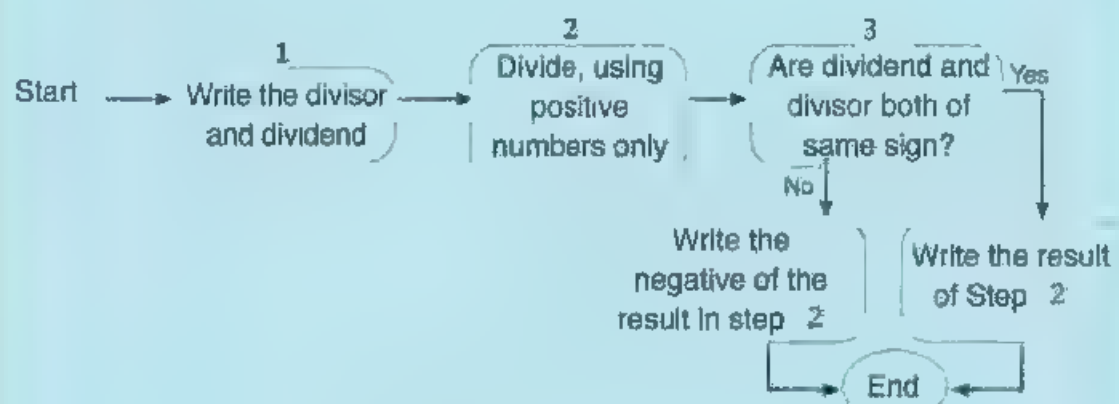 Start
1
Write the divisor
and dividend
2
Divide, using
positive
numbers only
3
Are dividend and
divisor both of
same sign?
Yes
No
Write the
negative of the
result in step 2
Write the result
of Step 2
End